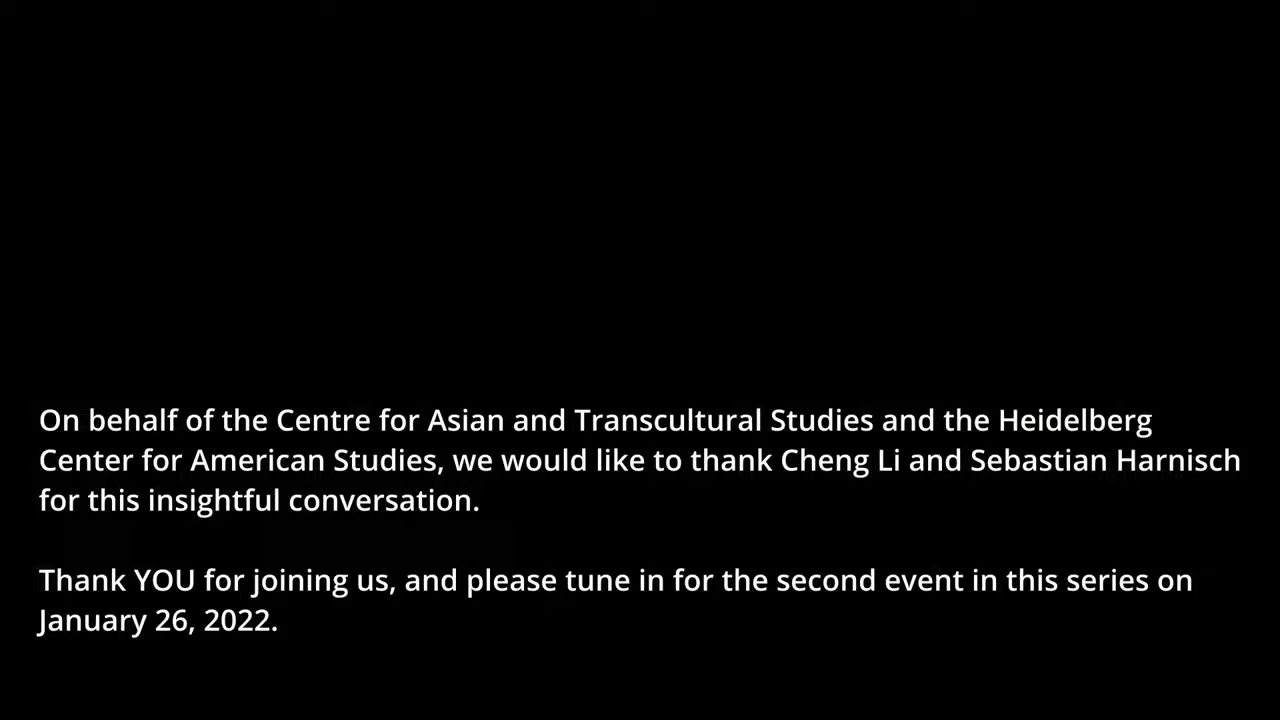 On behalf of the Centre for Asian and Transcultural Studies and the Heidelberg
Center for American Studies, we would like to thank Cheng Li and Sebastian Harnisch
for this insightful conversation.
Thank YOU for joining us, and please tune in for the second event in this series on
January 26, 2022.